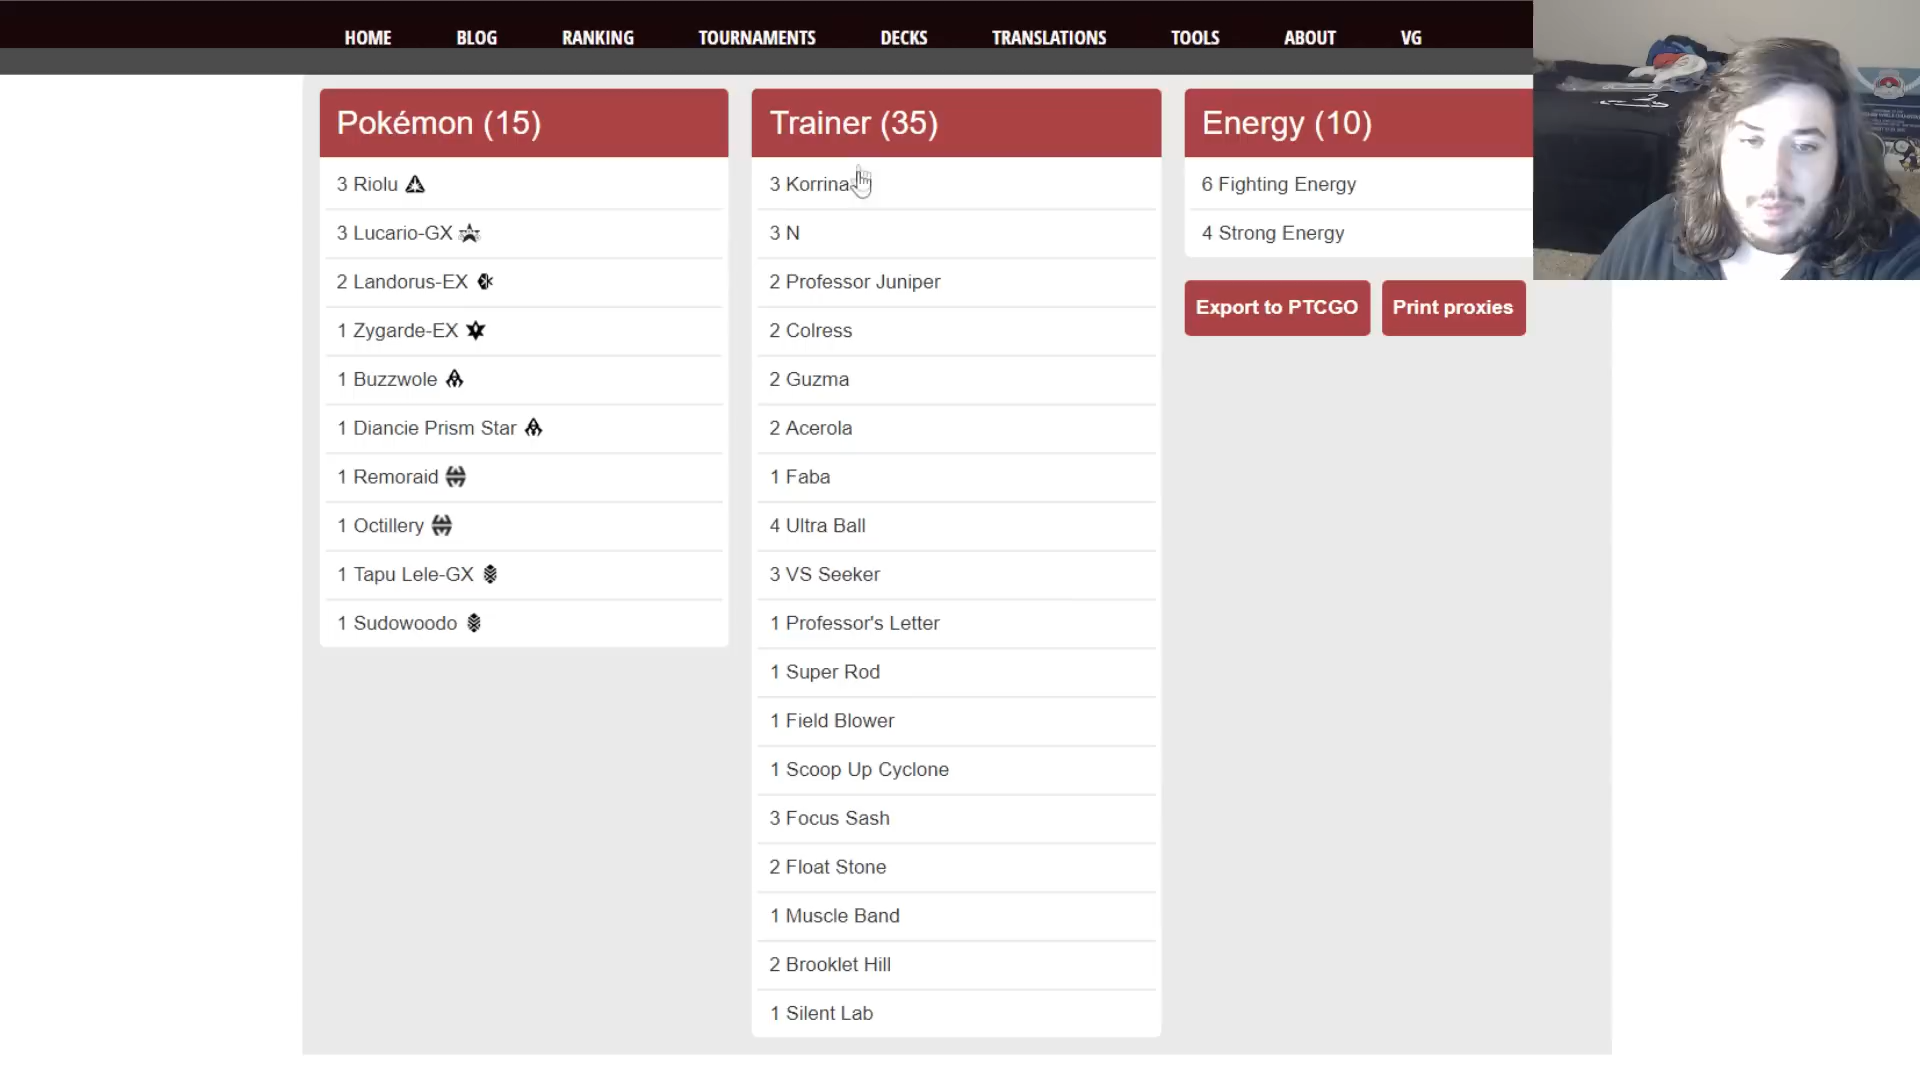 HOME BLOG RANKING TOURNAMENTS DECKS TRANSLATIONS TOOLS ABOUT VG
Pokémon (15)
3 Riolu
3 Lucario-GX
2 Landorus-EX
1 Zygarde-EX
1 Buzzwole
1 Diancie Prism Star
1 Remoraid
1 Octillery
1 Tapu Lele-GX
1 Sudowoodo
Trainer (35)
3 Korrina
3 N
2 Professor Juniper
2 Colress
2 Guzma
2 Acerola
1 Faba
4 Ultra Ball
3 VS Seeker
1 Professor's Letter
1 Super Rod
1 Field Blower
1 Scoop Up Cyclone
3 Focus Sash
2 Float Stone
1 Muscle Band
2 Brooklet Hill
1 Silent Lab
Energy (10)
6 Fighting Energy
4 Strong Energy
Export to PTCGO
Print proxies